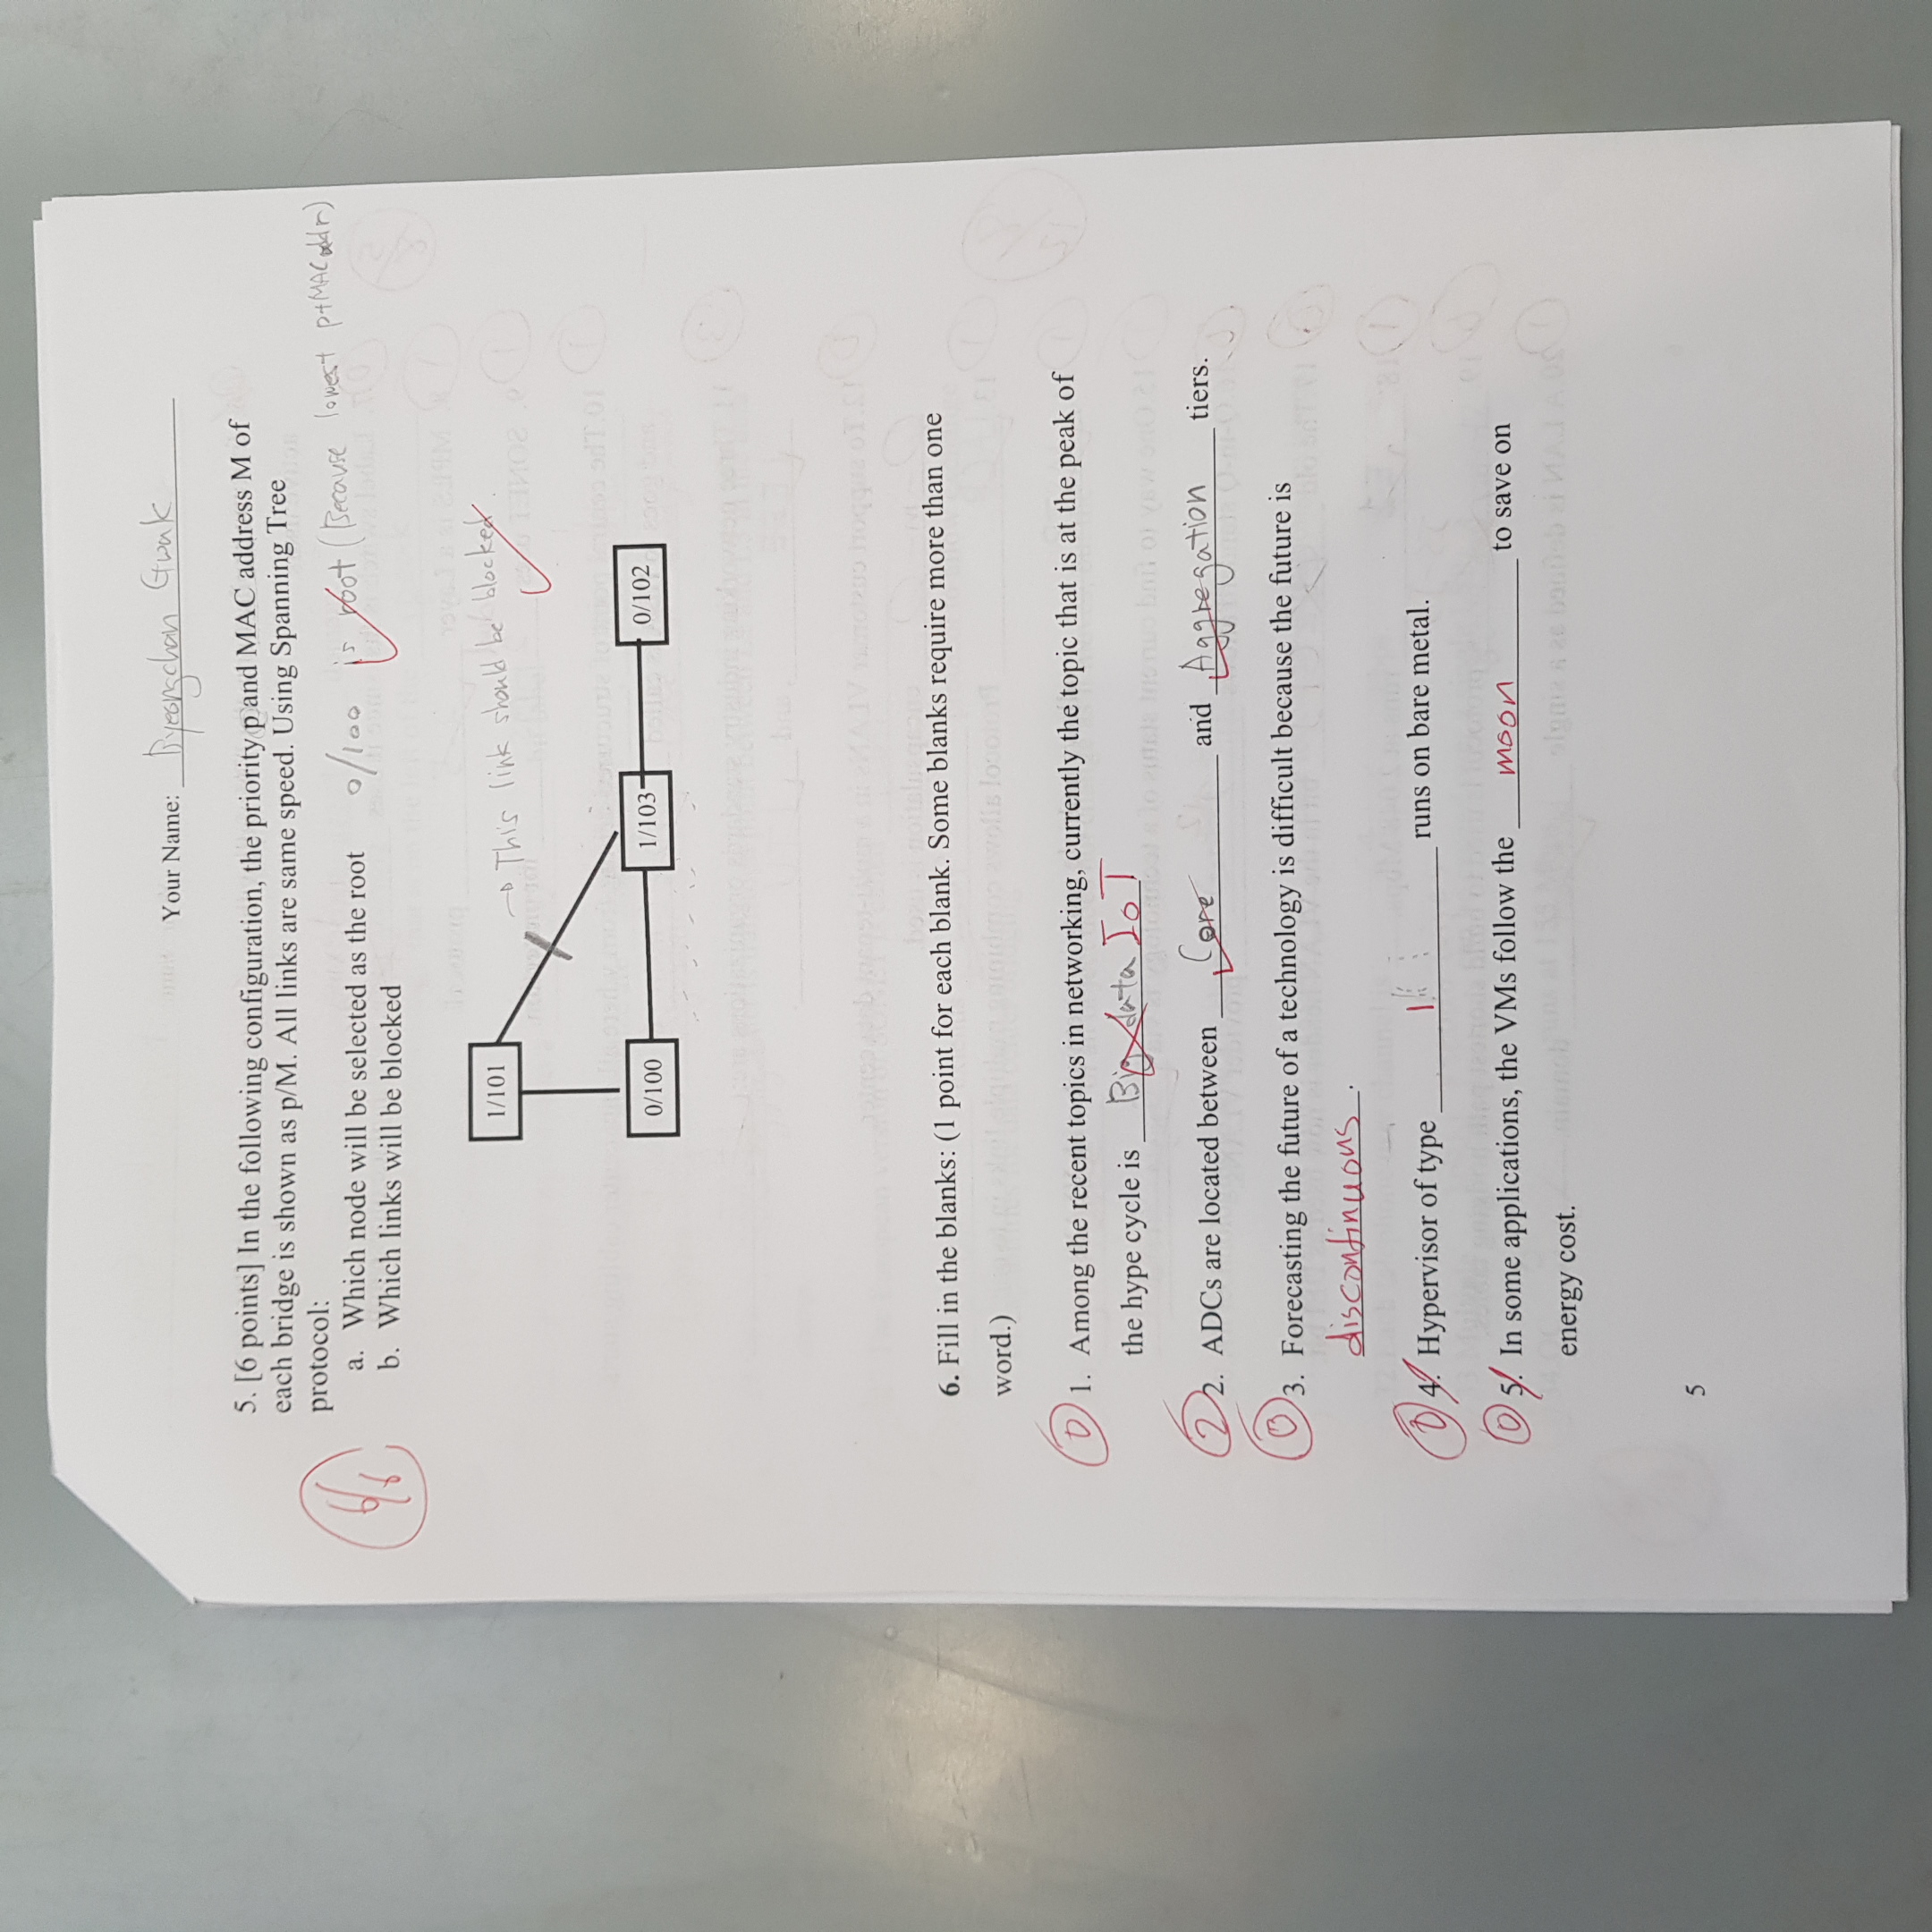 Your Name: Byeongchan Gwak
5. [6 points] In the following configuration, the priority p and MAC address M of
each bridge is shown as p/M. All links are same speed. Using Spanning Tree
protocol:
6/6
a. Which node will be selected as the root 0/100 is root (Because lowest p+MAC addr)
b. Which links will be blocked
1/101
→ This link should be blocked.
0/100
1/103
0/102
6. Fill in the blanks: (1 point for each blank. Some blanks require more than one
word.)
0 1. Among the recent topics in networking, currently the topic that is at the peak of
the hype cycle is Big data IoT
2 2. ADCs are located between Core and Aggregation tiers.
0 3. Forecasting the future of a technology is difficult because the future is
discontinuous.
0 4. Hypervisor of type 1 runs on bare metal.
0 5. In some applications, the VMs follow the moon to save on
energy cost.
5